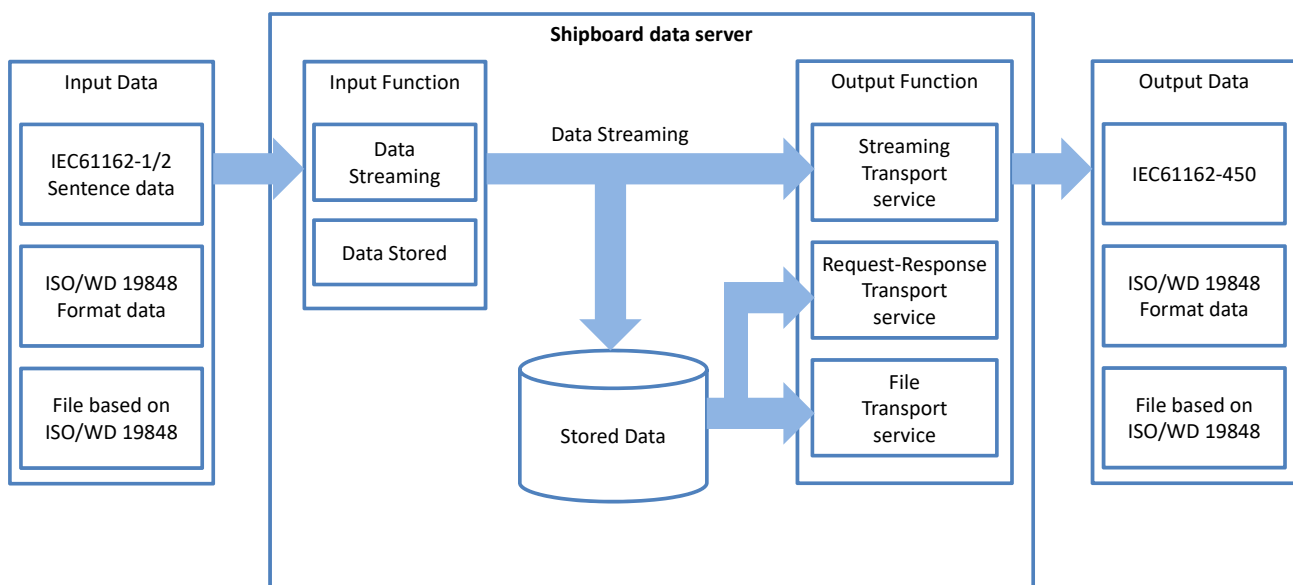 Shipboard data server
Input Data
IEC61162-1/2
Sentence data
ISO/WD 19848
Format data
File based on
ISO/WD 19848
Input Function
Data
Streaming
Data Stored
Data Streaming
Stored Data
Output Function
Streaming
Transport
service
Request-Response
Transport
service
File
Transport
service
Output Data
IEC61162-450
ISO/WD 19848
Format data
File based on
ISO/WD 19848